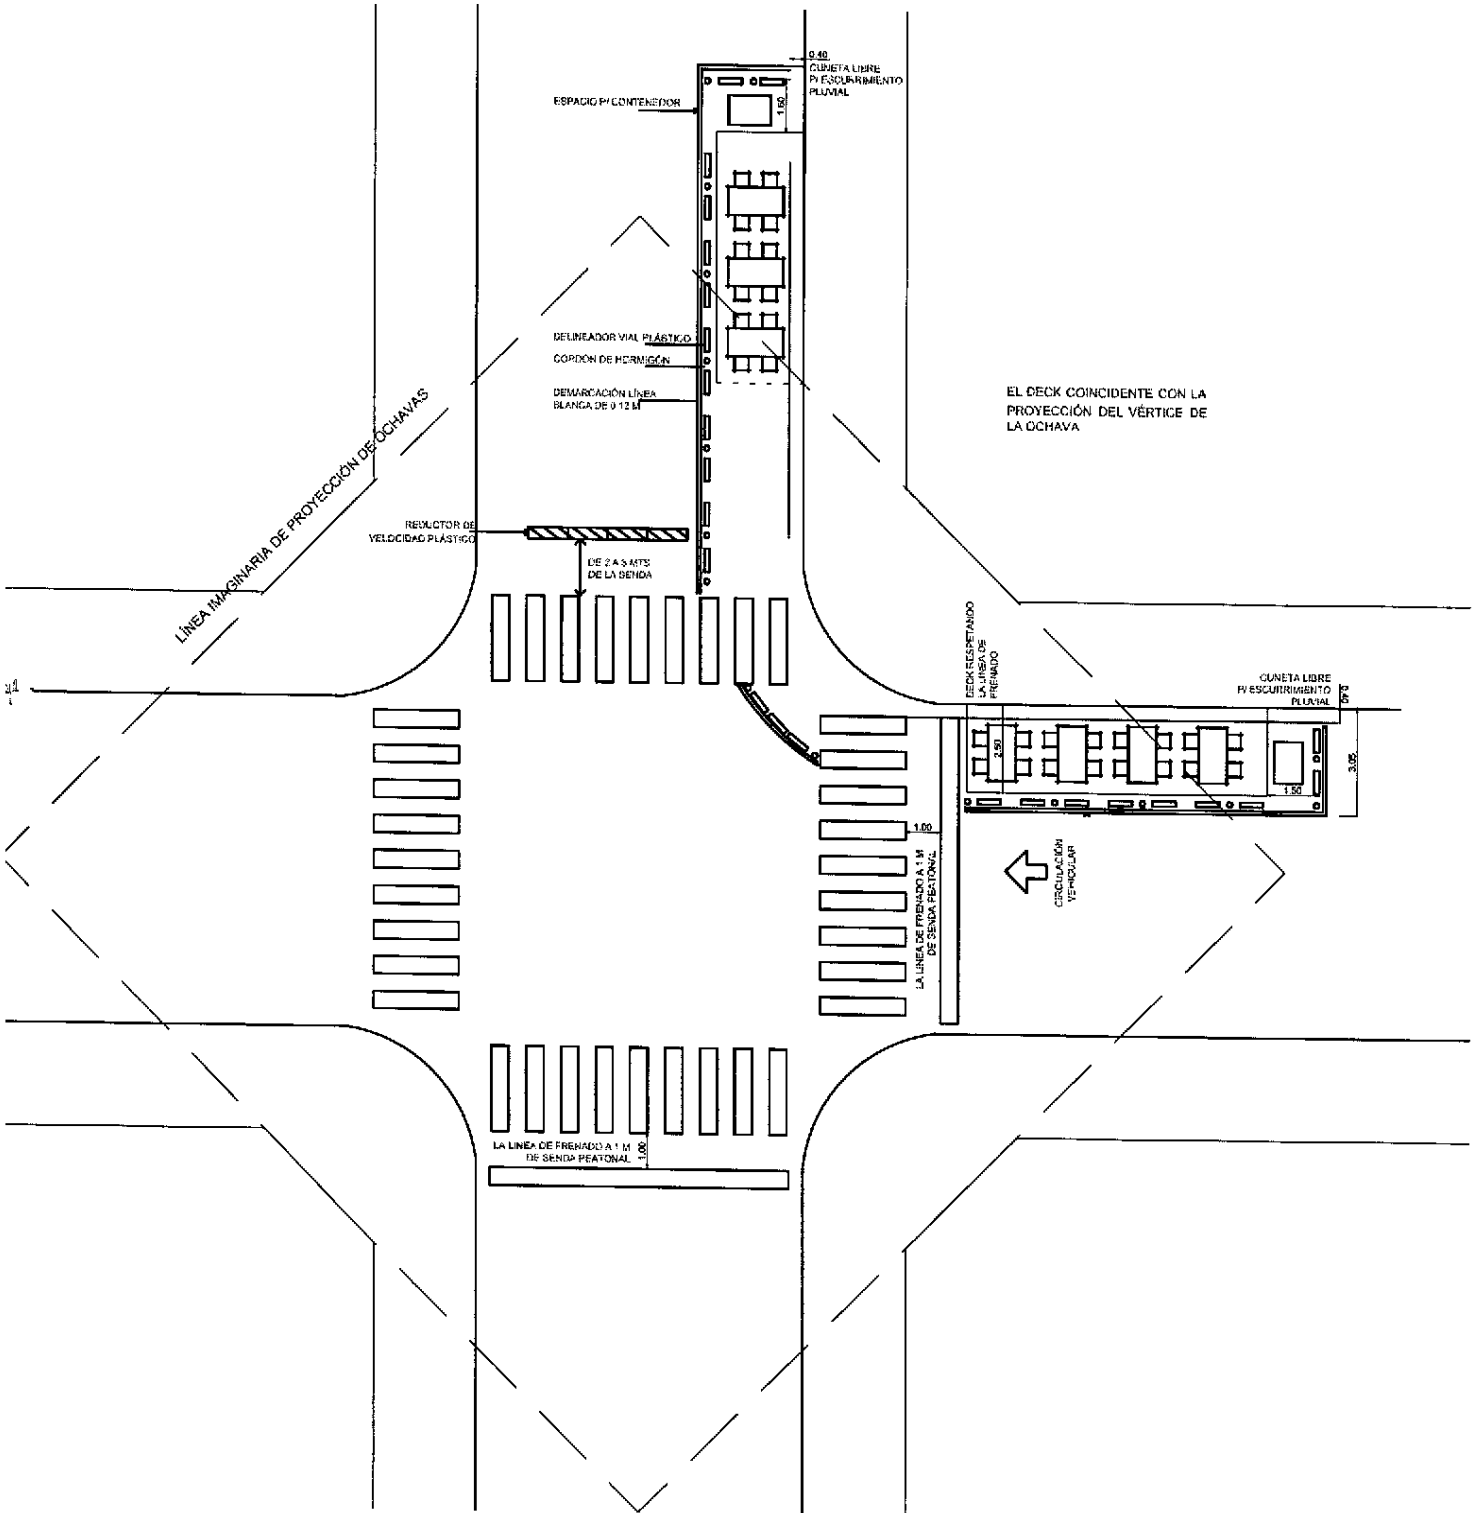 0.40
CUNETA LIBRE
P/ ESCURRIMIENTO
PLUVIAL
ESPACIO P/ CONTENEDOR
1.50
DELINEADOR VIAL PLÁSTICO
CORDÓN DE HORMIGÓN
DEMARCACIÓN LÍNEA
BLANCA DE 0.12 M
EL DECK COINCIDENTE CON LA
PROYECCIÓN DEL VÉRTICE DE
LA OCHAVA
LÍNEA IMAGINARIA DE PROYECCIÓN DE OCHAVAS
REDUCTOR DE
VELOCIDAD PLÁSTICO
DE 2 A 3 MTS
DE LA SENDA
DECK RESPETANDO
LA LÍNEA DE
FRENADO
CUNETA LIBRE
P/ ESCURRIMIENTO
PLUVIAL
0.40
2.50
1.50
3.05
1.00
LA LINEA DE FRENADO A 1 M
DE SENDA PEATONAL
CIRCULACIÓN
VEHICULAR
LA LINEA DE FRENADO A 1 M
DE SENDA PEATONAL
1.00